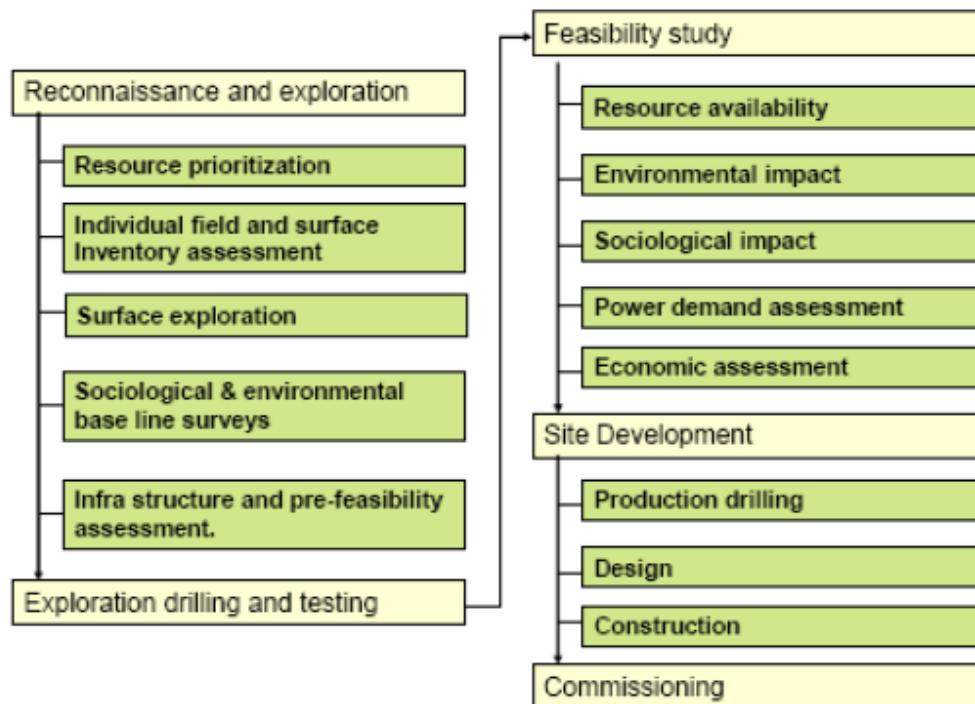 Reconnaissance and exploration
Resource prioritization
Individual field and surface
Inventory assessment
Surface exploration
Sociological & environmental
base line surveys
Infra structure and pre-feasibility
assessment.
Exploration drilling and testing
Feasibility study
Resource availability
Environmental impact
Sociological impact
Power demand assessment
Economic assessment
Site Development
Production drilling
Design
Construction
Commissioning